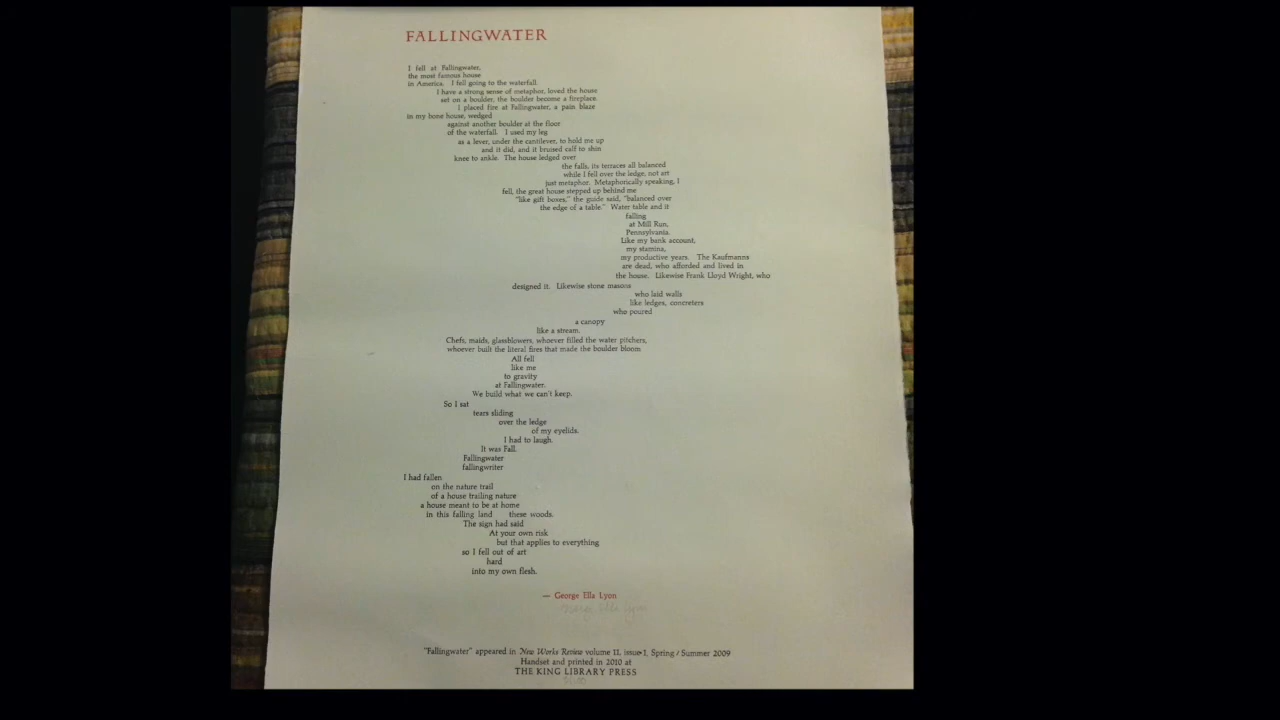 FALLINGWATER
I fell at Fallingwater,
the most famous house
in America. I fell going to the waterfall.
I have a strong sense of metaphor, loved the house
set on a boulder, the boulder become a fireplace.
I placed fire at Fallingwater, a pain blaze
in my bone house, wedged
against another boulder at the floor
of the waterfall. I used my leg
as a lever, under the cantilever, to hold me up
and it did, and it bruised calf to shin
knee to ankle. The house ledged over
the falls, its terraces all balanced
while I fell over the ledge, not art
just metaphor. Metaphorically speaking, I
fell, the great house stepped up behind me
"like gift boxes," the guide said, "balanced over
the edge of a table." Water table and it
falling
at Mill Run,
Pennsylvania.
Like my bank account,
my stamina,
my productive years. The Kaufmanns
are dead, who afforded and lived in
the house. Likewise Frank Lloyd Wright, who
designed it. Likewise stone masons
who laid walls
like ledges, concreters
who poured
a canopy
like a stream.
Chefs, maids, glassblowers, whoever filled the water pitchers,
whoever built the literal fires that made the boulder bloom
All fell
like me
to gravity
at Fallingwater.
We build what we can't keep.
So I sat
tears sliding
over the ledge
of my eyelids.
I had to laugh.
It was Fall.
Fallingwater
fallingwriter
I had fallen
on the nature trail
of a house trailing nature
a house meant to be at home
in this falling land these woods.
The sign had said
At your own risk
but that applies to everything
so I fell out of art
hard
into my own flesh.
— George Ella Lyon
George Ella Lyon
"Fallingwater" appeared in New Works Review volume 11, issue 1, Spring / Summer 2009
Handset and printed in 2010 at
THE KING LIBRARY PRESS